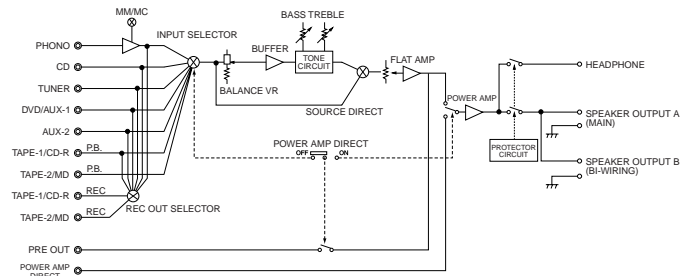 MM/MC
PHONO
INPUT SELECTOR
CD
TUNER
DVD/AUX-1
AUX-2
TAPE-1/CD-R P.B.
TAPE-2/MD P.B.
TAPE-1/CD-R REC
TAPE-2/MD REC
REC OUT SELECTOR
PRE OUT
POWER AMP
DIRECT
BALANCE VR
BUFFER
BASS TREBLE
TONE
CIRCUIT
SOURCE DIRECT
FLAT AMP
POWER AMP DIRECT
OFF ON
POWER AMP
PROTECTOR
CIRCUIT
HEADPHONE
SPEAKER OUTPUT A
(MAIN)
SPEAKER OUTPUT B
(BI-WIRING)